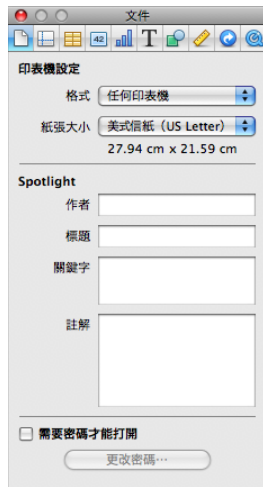 文件
42
印表機設定
格式 任何印表機
紙張大小 美式信紙（US Letter）
27.94 cm x 21.59 cm
Spotlight
作者
標題
關鍵字
註解
需要密碼才能打開
更改密碼⋯